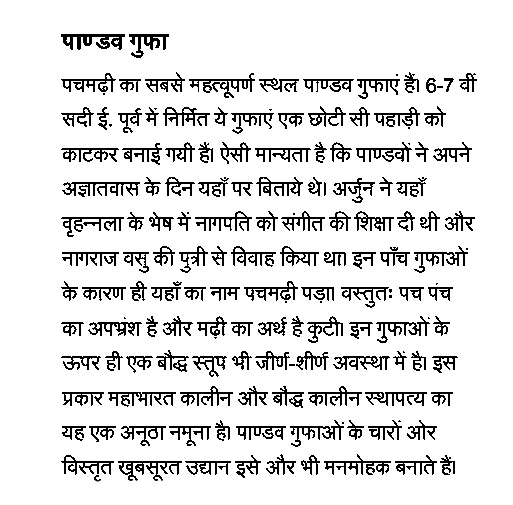 पाण्डव गुफा
पचमढ़ी का सबसे महत्वूपर्ण स्थल पाण्डव गुफाएं हैं। 6-7 वीं
सदी ई. पूर्व में निर्मित ये गुफाएं एक छोटी सी पहाड़ी को
काटकर बनाई गयी हैं। ऐसी मान्यता है कि पाण्डवों ने अपने
अज्ञातवास के दिन यहाँ पर बिताये थे। अर्जुन ने यहाँ
वृहन्नला के भेष में नागपति को संगीत की शिक्षा दी थी और
नागराज वसु की पुत्री से विवाह किया था। इन पाँच गुफाओं
के कारण ही यहाँ का नाम पचमढ़ी पड़ा। वस्तुतः पच पंच
का अपभ्रंश है और मढ़ी का अर्थ है कुटी। इन गुफाओं के
ऊपर ही एक बौद्ध स्तूप भी जीर्ण-शीर्ण अवस्था में है। इस
प्रकार महाभारत कालीन और बौद्ध कालीन स्थापत्य का
यह एक अनूठा नमूना है। पाण्डव गुफाओं के चारों ओर
विस्तृत खूबसूरत उद्यान इसे और भी मनमोहक बनाते हैं।